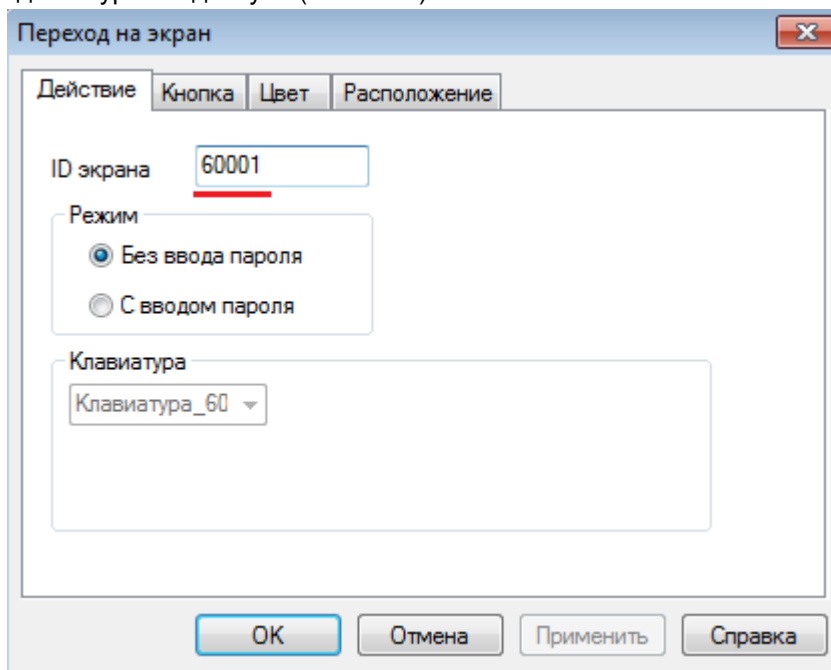 Переход на экран
Действие Кнопка Цвет Расположение
ID экрана 60001
Режим
Без ввода пароля
С вводом пароля
Клавиатура
Клавиатура_60
OK Отмена Применить Справка